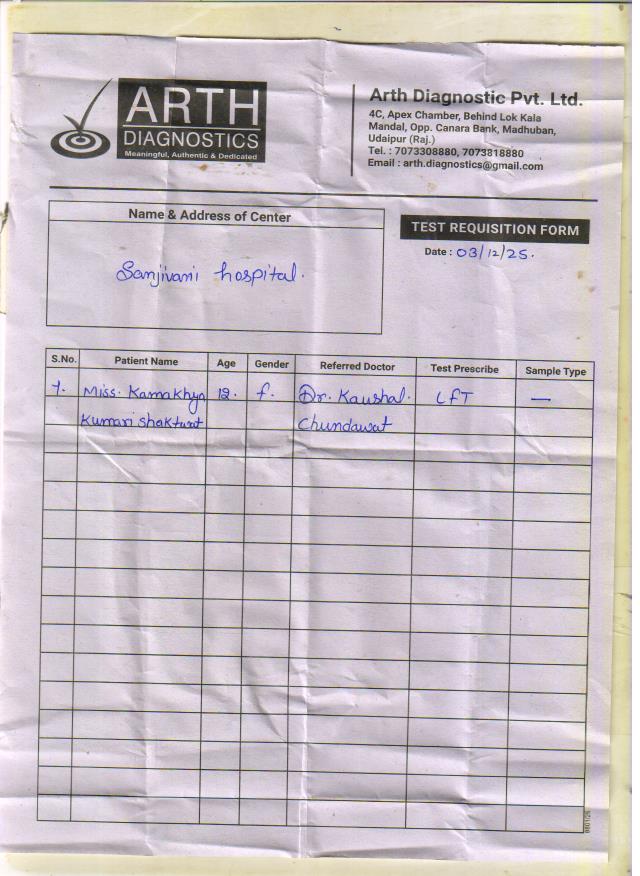 ARTH
DIAGNOSTICS
Meaningful, Authentic & Dedicated
Arth Diagnostic Pvt. Ltd.
4C, Apex Chamber, Behind Lok Kala
Mandal, Opp. Canara Bank, Madhuban,
Udaipur (Raj.)
Tel. : 7073308880, 7073818880
Email : arth.diagnostics@gmail.com
Name & Address of Center
Sanjivani hospital.
TEST REQUISITION FORM
Date : 03/12/25.
S.No. Patient Name Age Gender Referred Doctor Test Prescribe Sample Type
1. Miss. Kamakhya 12. f. Dr. Kaushal. LfT —
Kumari Chundawat